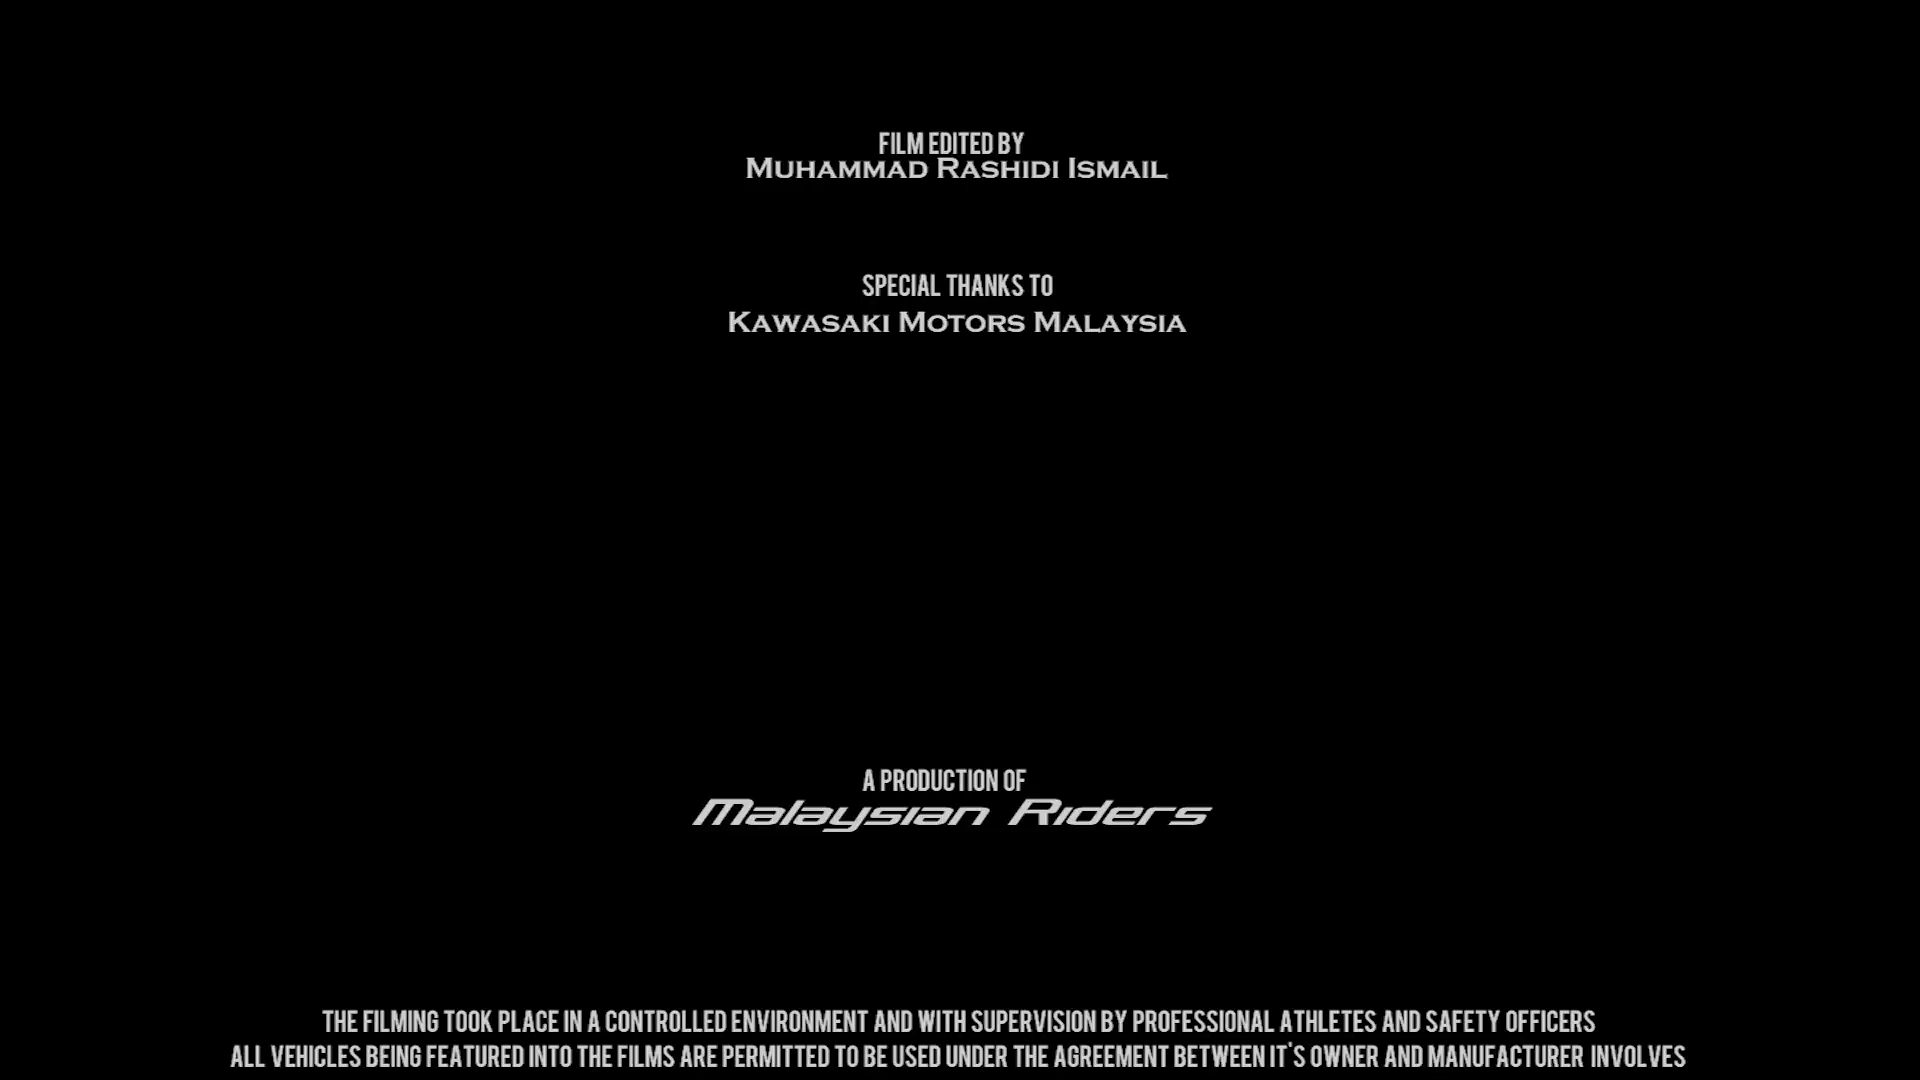 FILM EDITED BY
MUHAMMAD RASHIDI ISMAIL
SPECIAL THANKS TO
KAWASAKI MOTORS MALAYSIA
A PRODUCTION OF
Malaysian Riders
THE FILMING TOOK PLACE IN A CONTROLLED ENVIRONMENT AND WITH SUPERVISION BY PROFESSIONAL ATHLETES AND SAFETY OFFICERS
ALL VEHICLES BEING FEATURED INTO THE FILMS ARE PERMITTED TO BE USED UNDER THE AGREEMENT BETWEEN IT'S OWNER AND MANUFACTURER INVOLVES